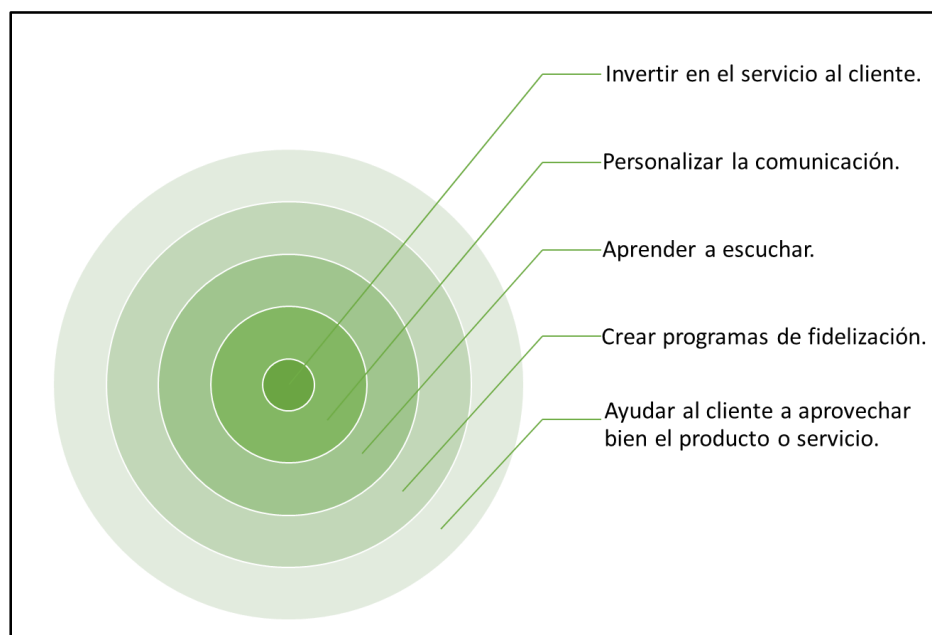 Invertir en el servicio al cliente.
Personalizar la comunicación.
Aprender a escuchar.
Crear programas de fidelización.
Ayudar al cliente a aprovechar
bien el producto o servicio.